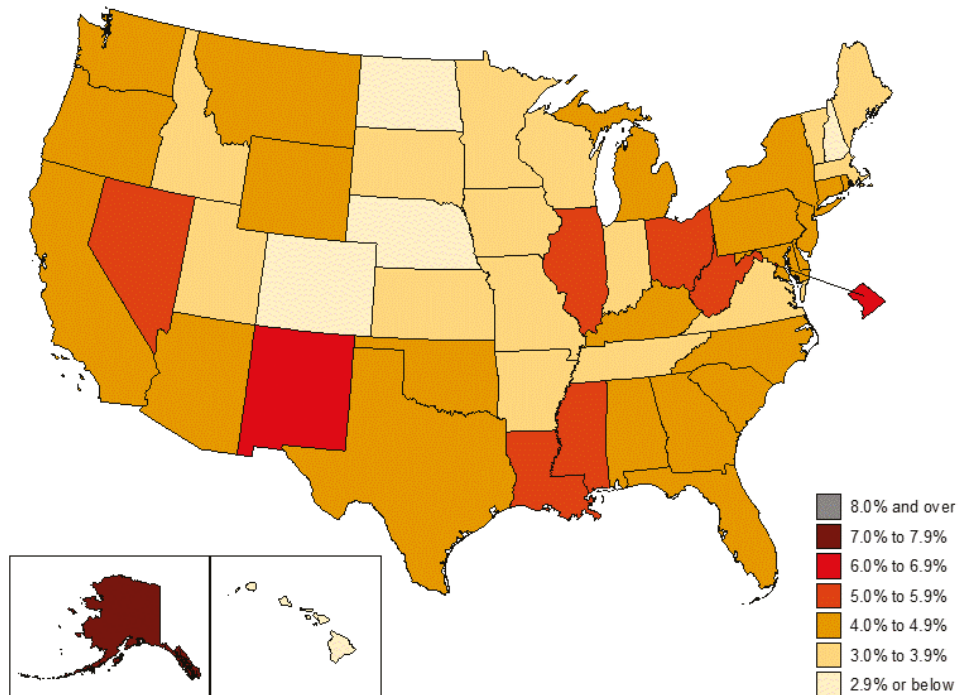 8.0% and over
7.0% to 7.9%
6.0% to 6.9%
5.0% to 5.9%
4.0% to 4.9%
3.0% to 3.9%
2.9% or below